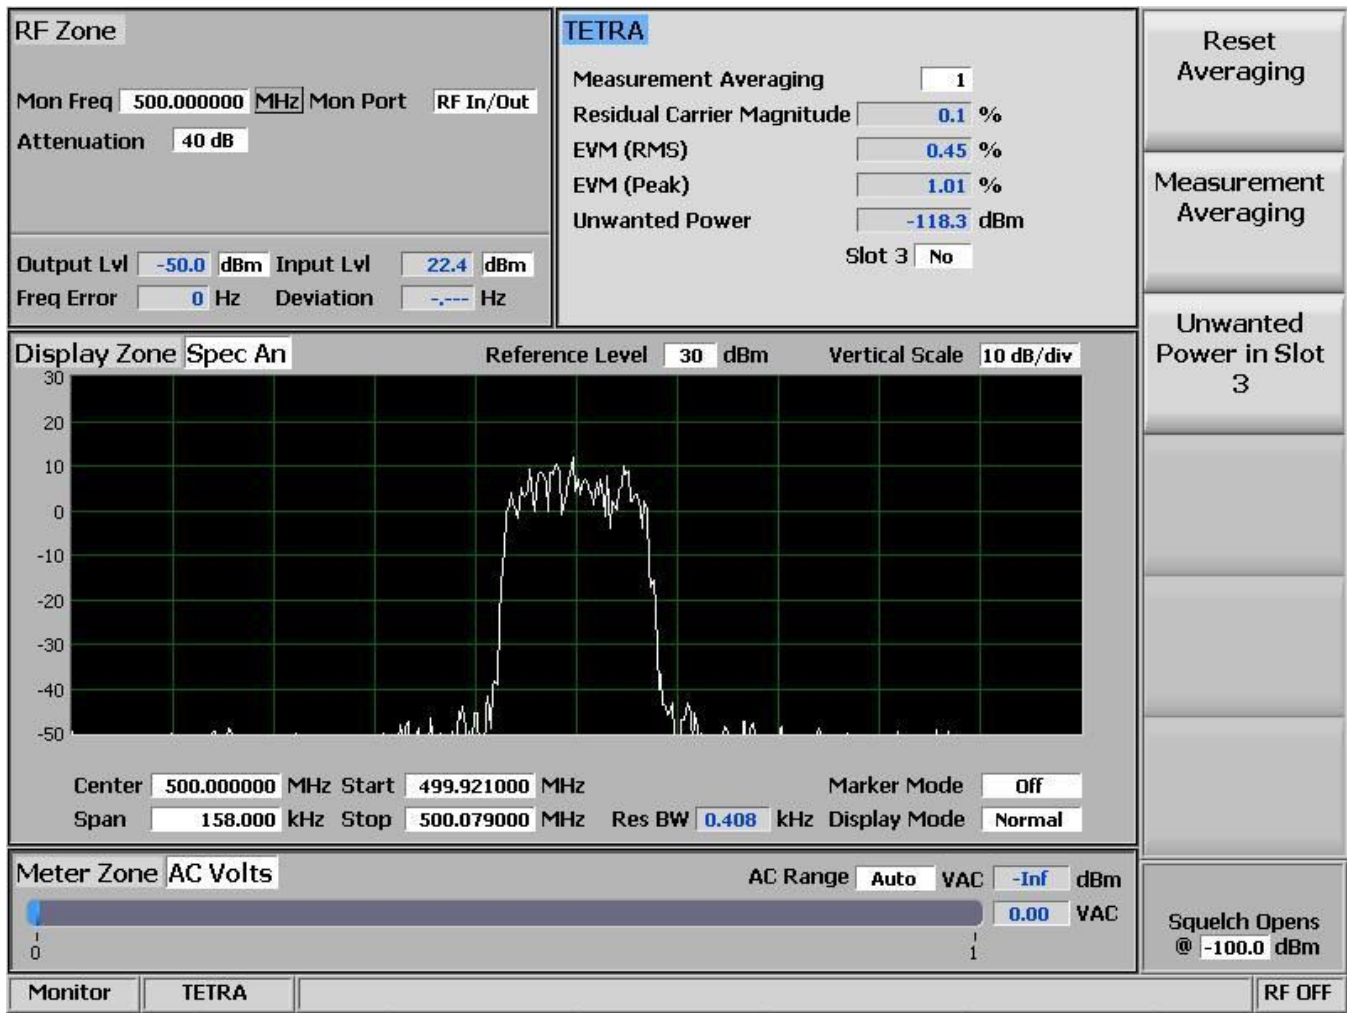 RF Zone
Mon Freq 500.000000 MHz Mon Port RF In/Out
Attenuation 40 dB
Output Lvl -50.0 dBm Input Lvl 22.4 dBm
Freq Error 0 Hz Deviation -.--- Hz
TETRA
Measurement Averaging 1
Residual Carrier Magnitude 0.1 %
EVM (RMS) 0.45 %
EVM (Peak) 1.01 %
Unwanted Power -118.3 dBm
Slot 3 No
Display Zone Spec An Reference Level 30 dBm Vertical Scale 10 dB/div
30
20
10
0
-10
-20
-30
-40
-50
Center 500.000000 MHz Start 499.921000 MHz Marker Mode Off
Span 158.000 kHz Stop 500.079000 MHz Res BW 0.408 kHz Display Mode Normal
Meter Zone AC Volts AC Range Auto VAC -Inf dBm
0.00 VAC
0 1
Reset
Averaging
Measurement
Averaging
Unwanted
Power in Slot
3
Squelch Opens
@ -100.0 dBm
Monitor TETRA RF OFF